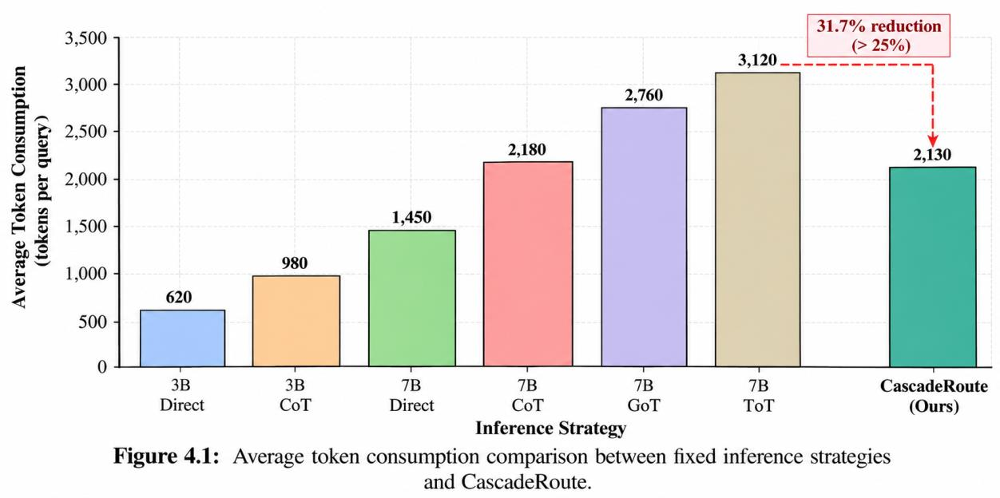 31.7% reduction
(> 25%)
Average Token Consumption
(tokens per query)
3,500
3,000
2,500
2,000
1,500
1,000
500
0
620
980
1,450
2,180
2,760
3,120
2,130
3B
Direct
3B
CoT
7B
Direct
7B
CoT
7B
GoT
7B
ToT
CascadeRoute
(Ours)
Inference Strategy
Figure 4.1: Average token consumption comparison between fixed inference strategies
and CascadeRoute.